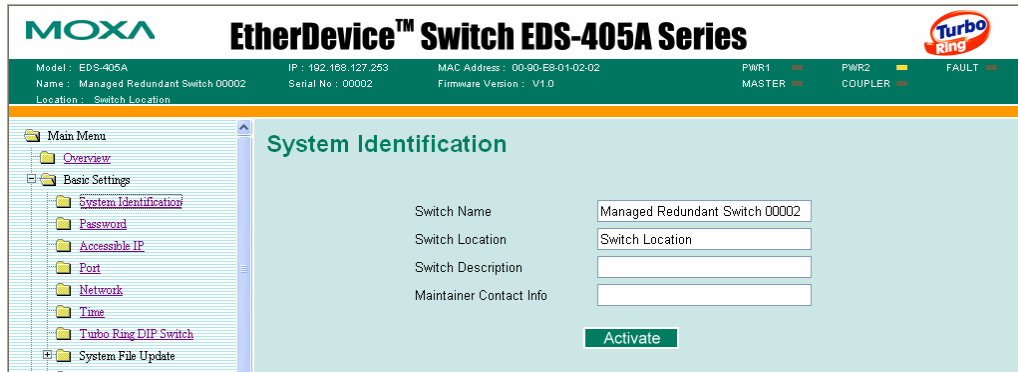 MOXA EtherDevice™ Switch EDS-405A Series Turbo Ring
Model : EDS-405A IP : 192.168.127.253 MAC Address : 00-90-E8-01-02-02 PWR1 PWR2 FAULT
Name : Managed Redundant Switch 00002 Serial No : 00002 Firmware Version : V1.0 MASTER COUPLER
Location : Switch Location
Main Menu
Overview
Basic Settings
System Identification
Password
Accessible IP
Port
Network
Time
Turbo Ring DIP Switch
System File Update
System Identification
Switch Name Managed Redundant Switch 00002
Switch Location Switch Location
Switch Description
Maintainer Contact Info
Activate